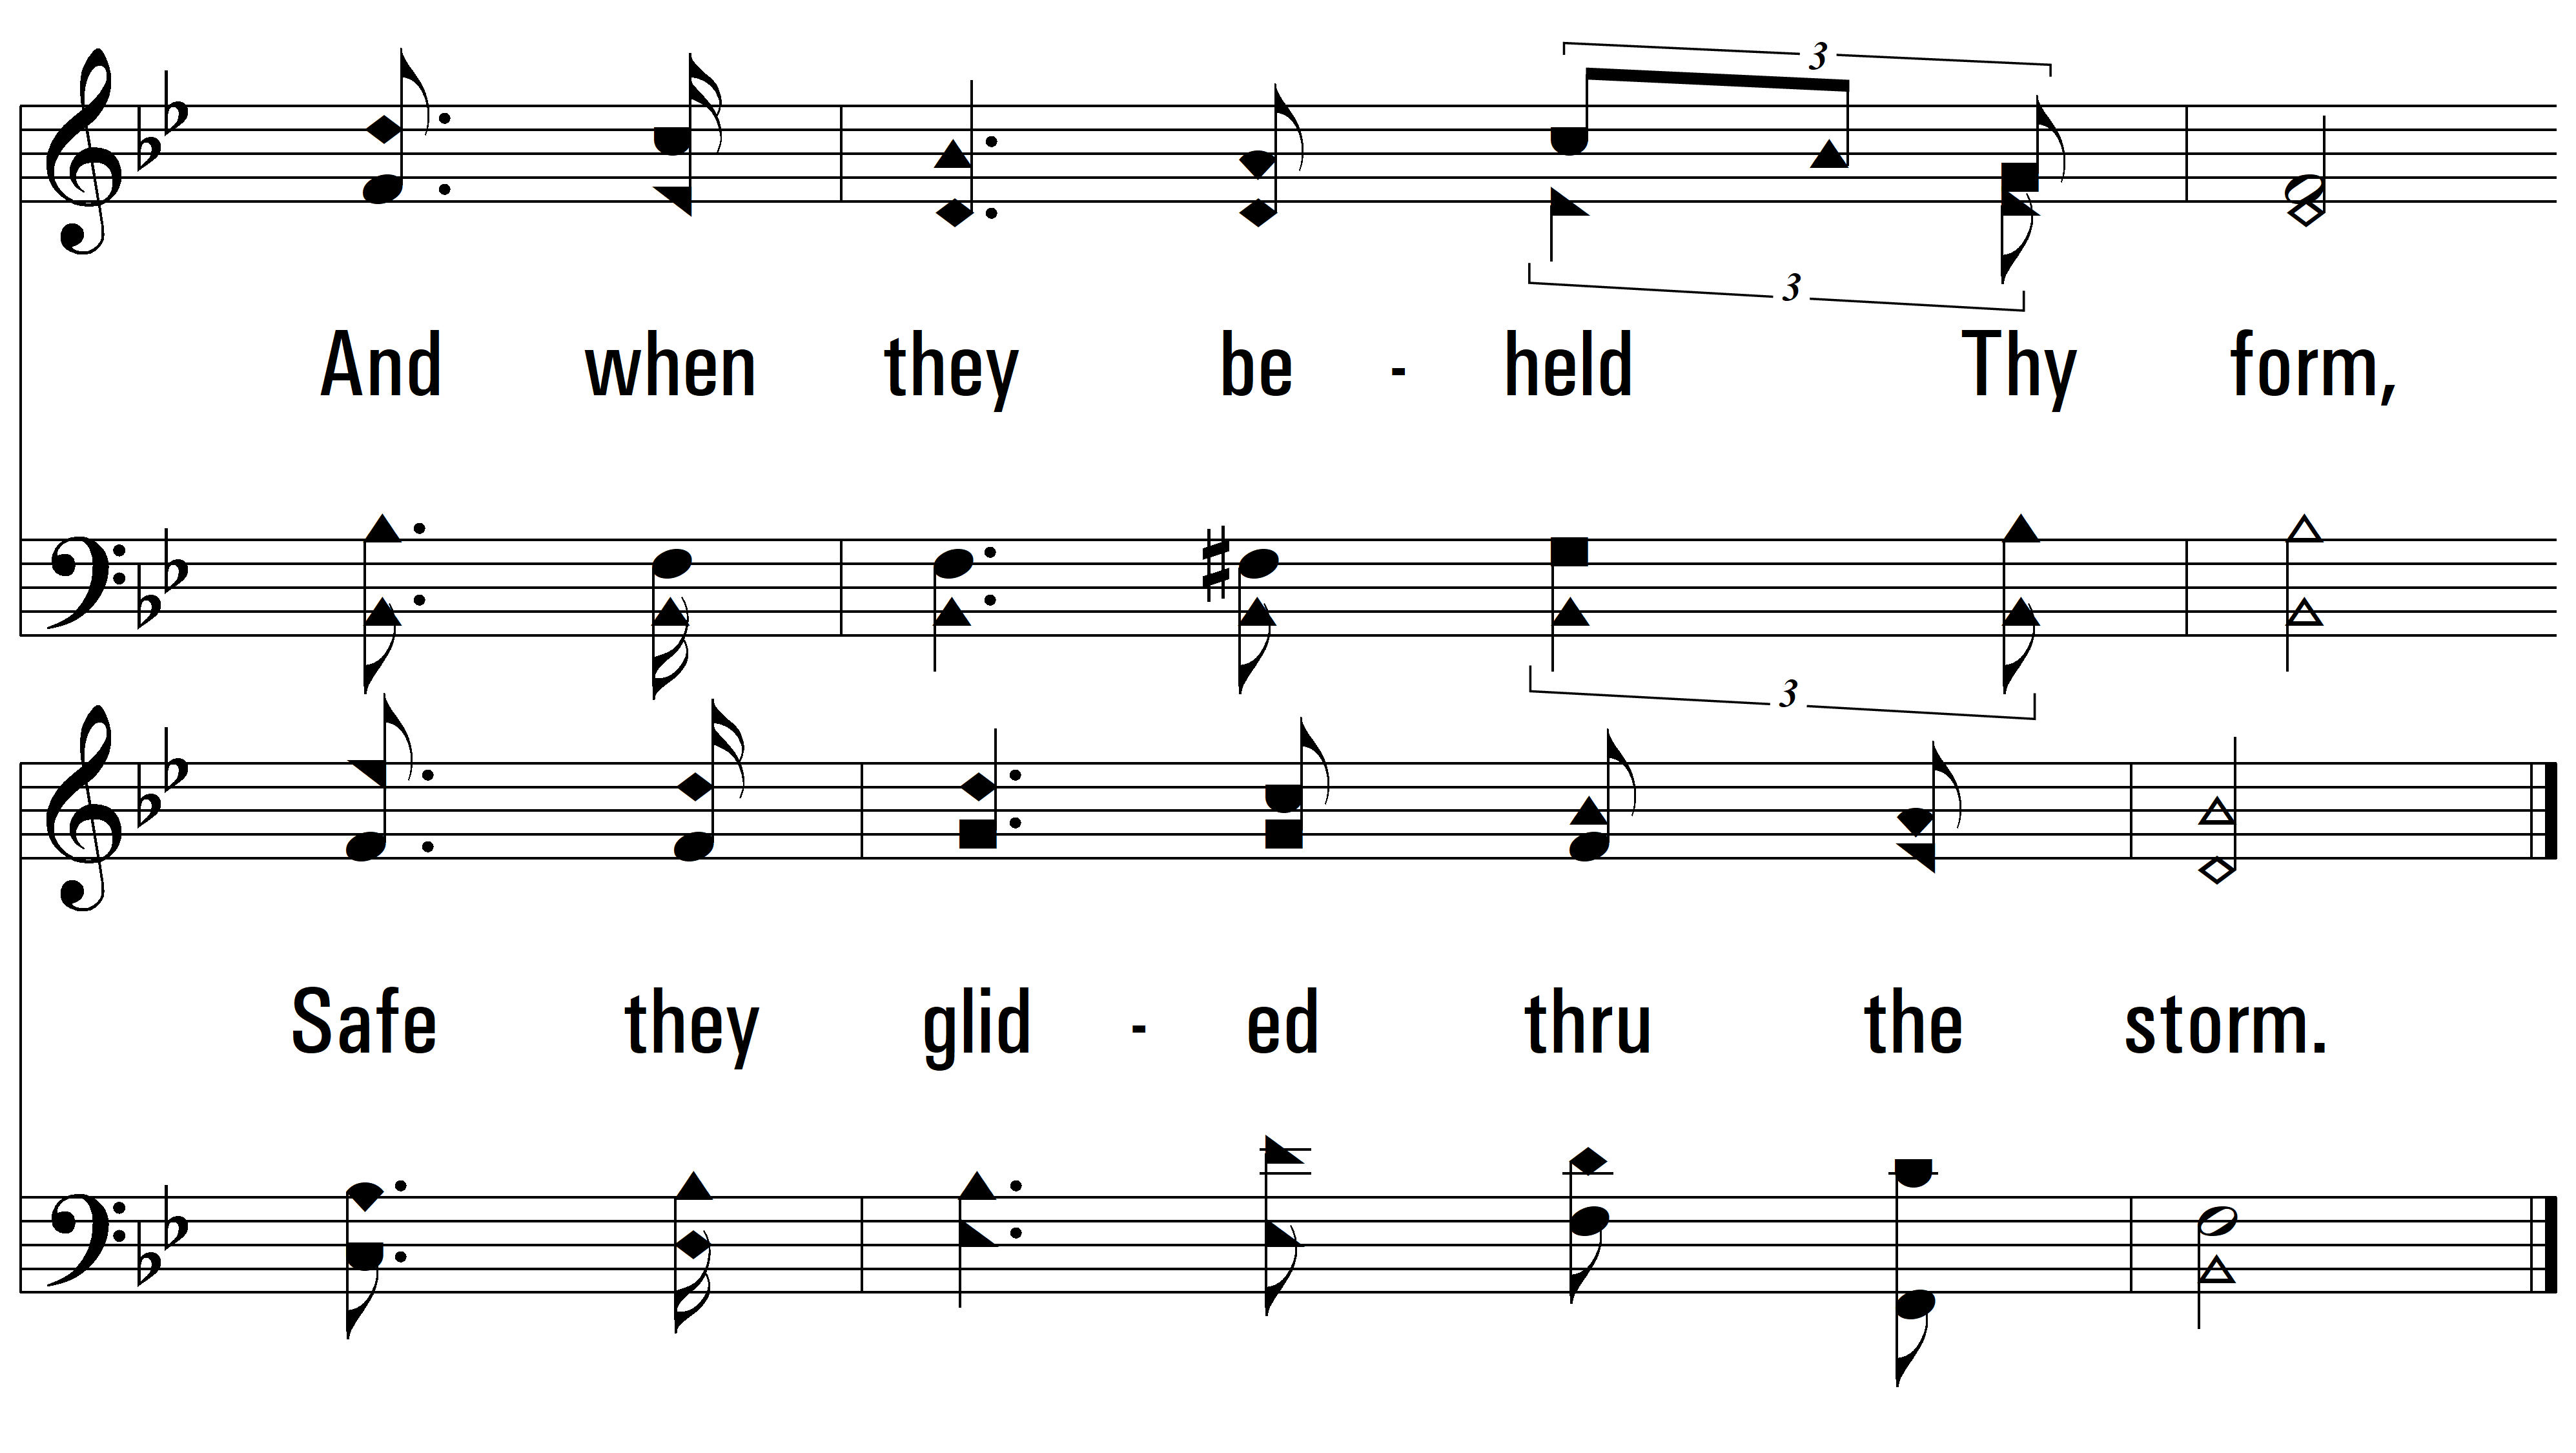 3
3
And when they be - held Thy form,
3
Safe they glid - ed thru the storm.